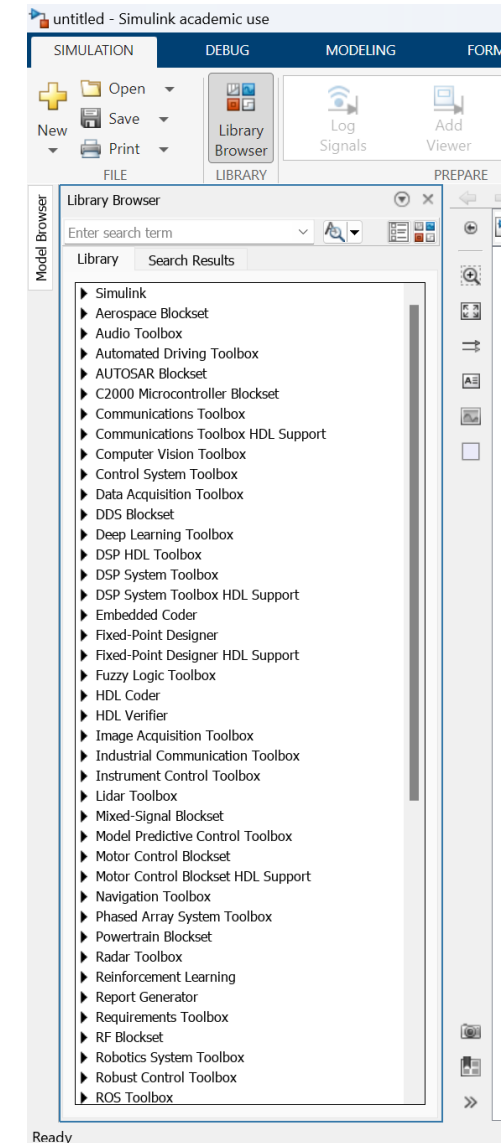 untitled - Simulink academic use
SIMULATION DEBUG MODELING FORM
New
Open
Save
Print
Library Browser
Log Signals
Add Viewer
FILE LIBRARY PREPARE
Model Browser
Library Browser
Enter search term
Library Search Results
Simulink
Aerospace Blockset
Audio Toolbox
Automated Driving Toolbox
AUTOSAR Blockset
C2000 Microcontroller Blockset
Communications Toolbox
Communications Toolbox HDL Support
Computer Vision Toolbox
Control System Toolbox
Data Acquisition Toolbox
DDS Blockset
Deep Learning Toolbox
DSP HDL Toolbox
DSP System Toolbox
DSP System Toolbox HDL Support
Embedded Coder
Fixed-Point Designer
Fixed-Point Designer HDL Support
Fuzzy Logic Toolbox
HDL Coder
HDL Verifier
Image Acquisition Toolbox
Industrial Communication Toolbox
Instrument Control Toolbox
Lidar Toolbox
Mixed-Signal Blockset
Model Predictive Control Toolbox
Motor Control Blockset
Motor Control Blockset HDL Support
Navigation Toolbox
Phased Array System Toolbox
Powertrain Blockset
Radar Toolbox
Reinforcement Learning
Report Generator
Requirements Toolbox
RF Blockset
Robotics System Toolbox
Robust Control Toolbox
ROS Toolbox
Ready